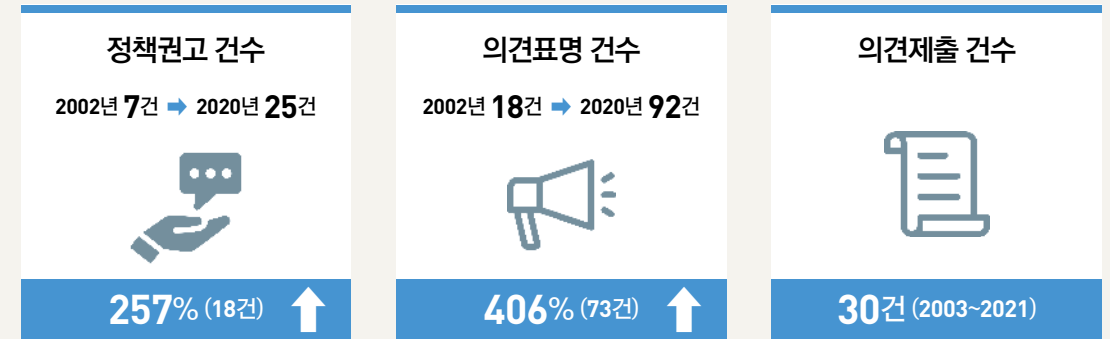 정책권고 건수
2002년 7건 ➡ 2020년 25건
257% (18건)
의견표명 건수
2002년 18건 ➡ 2020년 92건
406% (73건)
의견제출 건수
30건 (2003~2021)